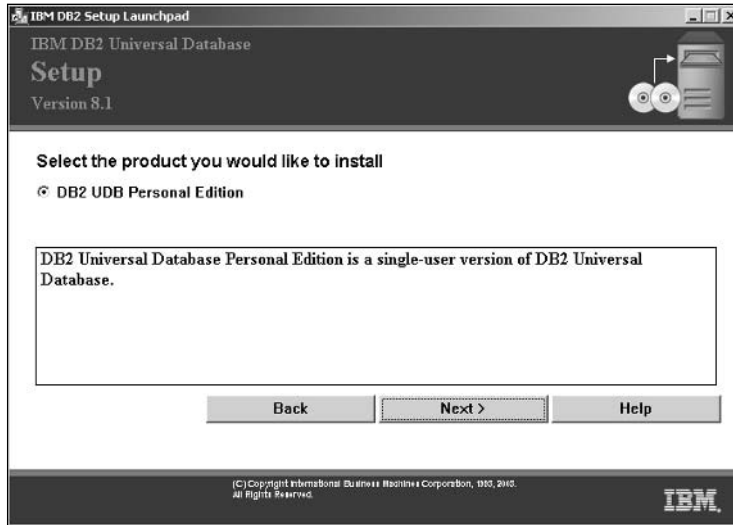 IBM DB2 Setup Launchpad
IBM DB2 Universal Database
Setup
Version 8.1
Select the product you would like to install
DB2 UDB Personal Edition
DB2 Universal Database Personal Edition is a single-user version of DB2 Universal
Database.
Back
Next >
Help
(C) Copyright International Business Machines Corporation,
All Rights Reserved.
IBM.